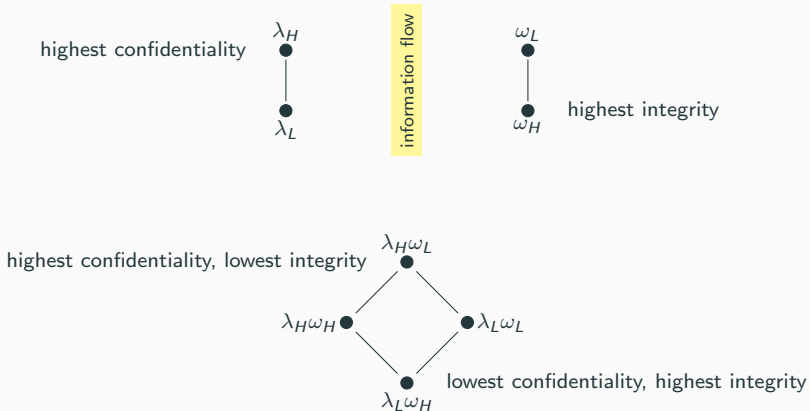 λH
ωL
highest confidentiality
information flow
λL
ωH
highest integrity
λHωL
highest confidentiality, lowest integrity
λHωH
λLωL
lowest confidentiality, highest integrity
λLωH